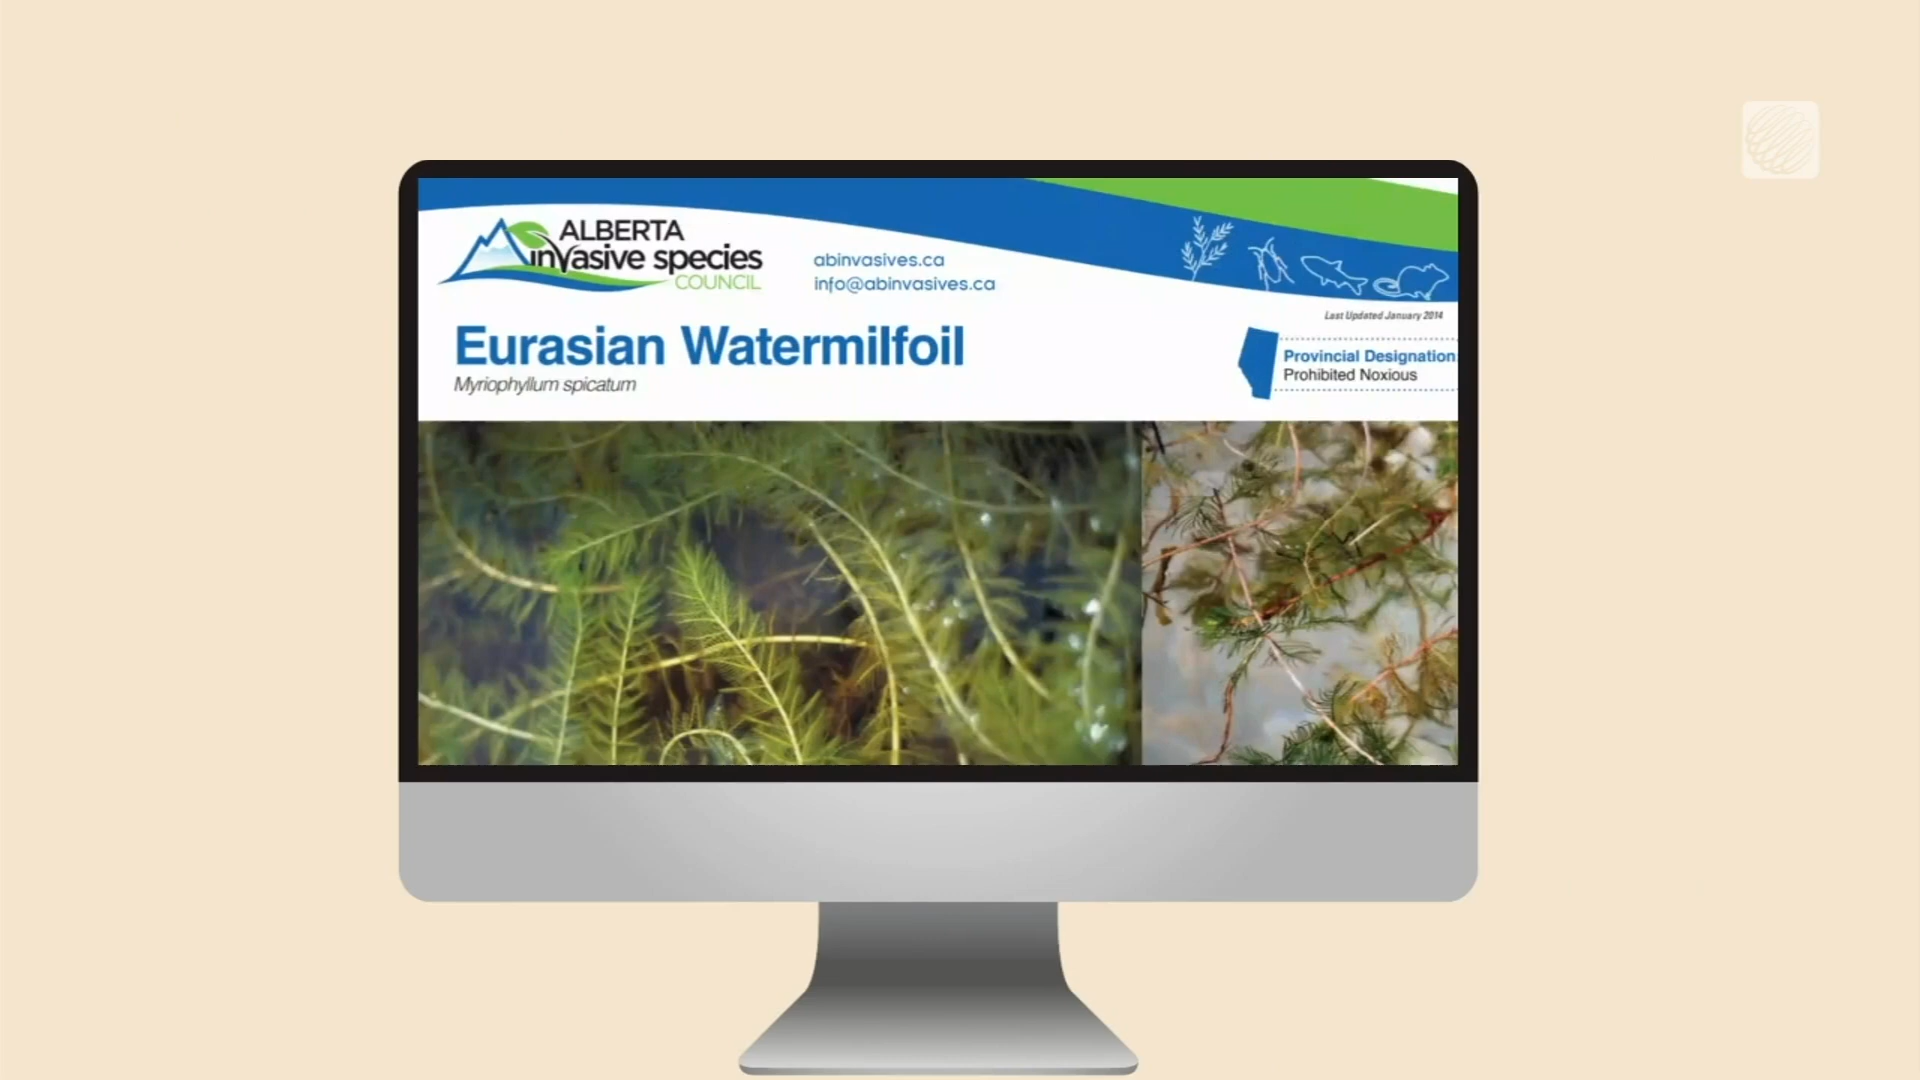 ALBERTA
invasive species
COUNCIL
abinvasives.ca
info@abinvasives.ca
Last Updated January 2014
Eurasian Watermilfoil
Myriophyllum spicatum
Provincial Designation
Prohibited Noxious